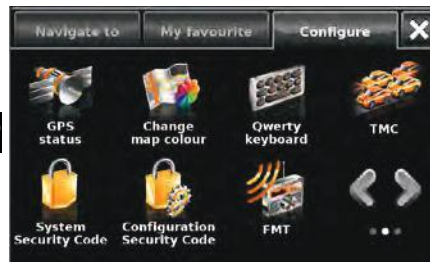 Navigate to My favourite Configure
GPS status
Change map colour
Qwerty keyboard
TMC
System Security Code
Configuration Security Code
FMT